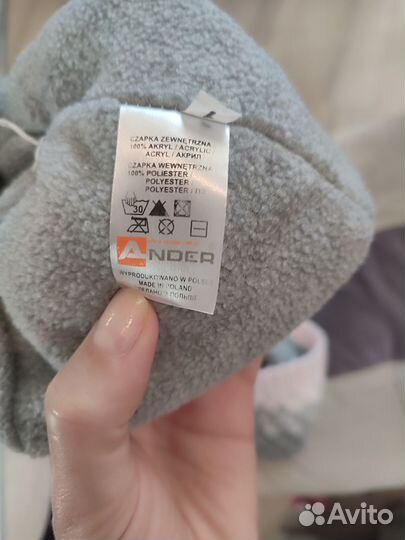 CZAPKA ZEWNĘTRZNA
100% AKRYL / ACRYLIC
ACRYL / АКРИЛ
CZAPKA WEWNĘTRZNA
100% POLIESTER /
POLYESTER /
POLYESTER /
30
ANDER
WYPRODUKOWANO W POLSCE
MADE IN POLAND
Avito